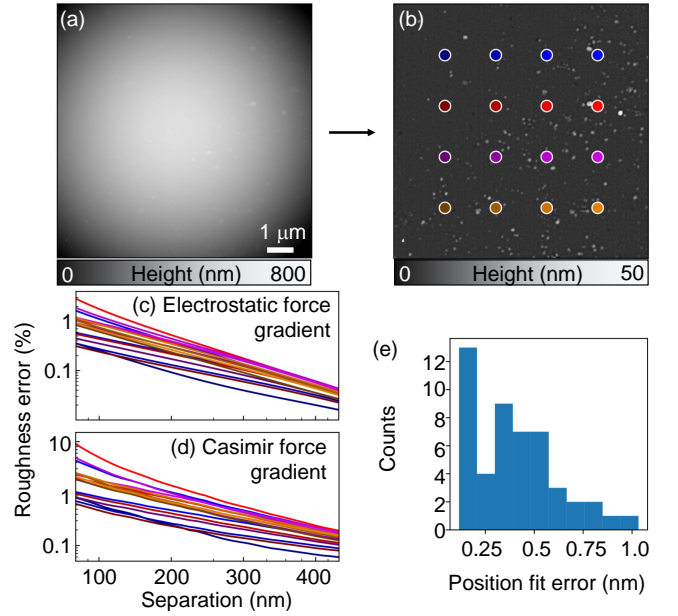 (a)
1 μm
0 Height (nm) 800
(b)
0 Height (nm) 50
Roughness error (%)
(c) Electrostatic force
gradient
1
0.1
(d) Casimir force
gradient
10
1
0.1
100 200 300 400
Separation (nm)
(e)
Counts
12
10
8
6
4
2
0
0.25 0.5 0.75 1.0
Position fit error (nm)